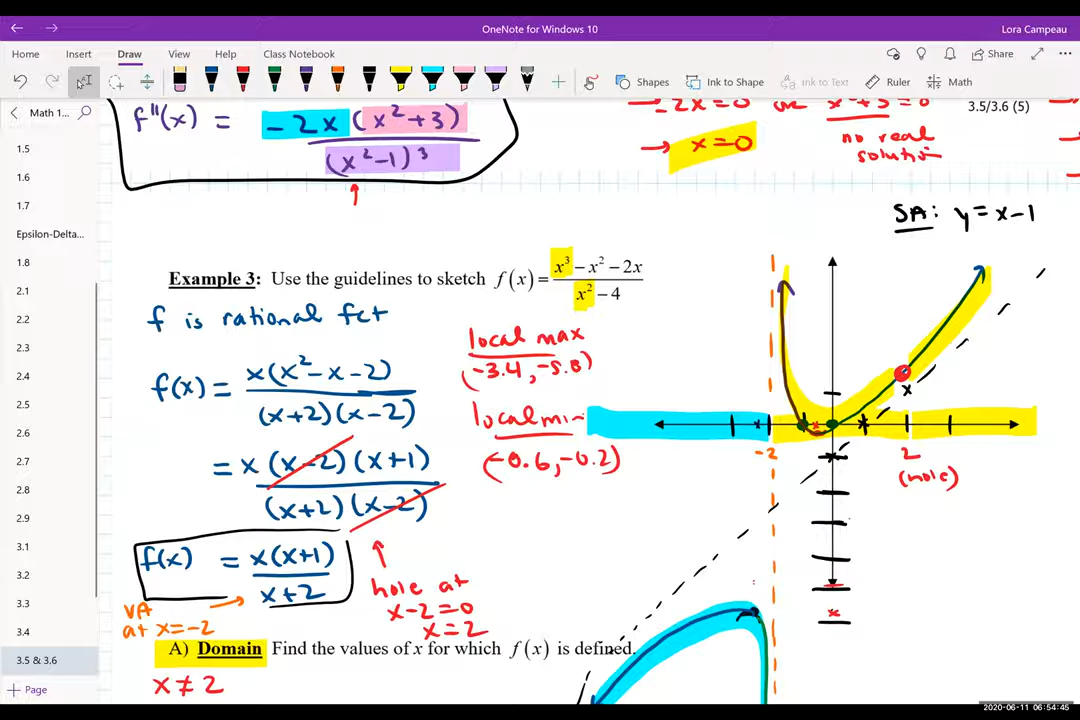 OneNote for Windows 10
Lora Campeau
Home Insert Draw View Help Class Notebook Share
Shapes Ink to Shape Ink to Text Ruler Math
Math 1...
1.5
1.6
1.7
Epsilon-Delta...
1.8
2.1
2.2
2.3
2.4
2.5
2.6
2.7
2.8
2.9
3.1
3.2
3.3
3.4
3.5 & 3.6
Page
f''(x) = -2x(x²+3)
(x²-1)³
→ -2x=0 or x²+3=0
no real
solution
→ x=0
3.5/3.6 (5)
SA: y=x-1
Example 3: Use the guidelines to sketch f(x) = x³ - x² - 2x
x² - 4
f is rational fct
f(x) = x(x²-x-2)
(x+2)(x-2)
= x(x-2)(x+1)
(x+2)(x-2)
f(x) = x(x+1)
x+2
VA
at x=-2
hole at
x-2=0
x=2
local max
(-3.4, -5.8)
local min
(-0.6, -0.2)
-2
2
(hole)
x
A) Domain Find the values of x for which f(x) is defined.
x≠2
2020-06-11 06:54:45